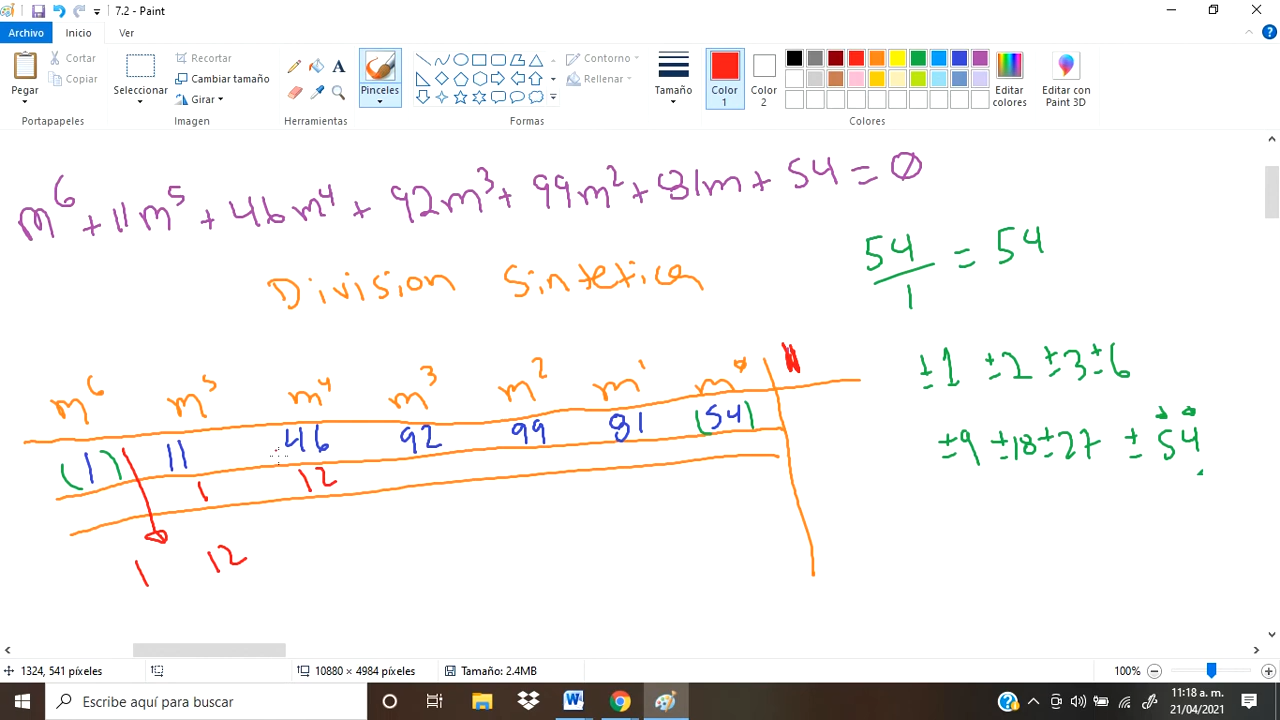 7.2 - Paint
Archivo Inicio Ver
Pegar
Cortar
Copiar
Portapapeles
Seleccionar
Recortar
Cambiar tamaño
Girar
Imagen
A
Herramientas
Pinceles
Contorno
Rellenar
Formas
Tamaño
Color 1
Color 2
Editar colores
Editar con Paint 3D
Colores
m⁶ + 11m⁵ + 46m⁴ + 92m³ + 99m² + 81m + 54 = 0
54/1 = 54
Division Sintetica
m⁶ m⁵ m⁴ m³ m² m¹ m⁰
±1 ±2 ±3 ±6
(1) 11 46 92 99 81 (54)
±9 ±18 ±27 ±54
1 12
1 12
1324, 541 píxeles
10880 × 4984 píxeles
Tamaño: 2.4MB
100%
Escribe aquí para buscar
11:18 a. m.
21/04/2021